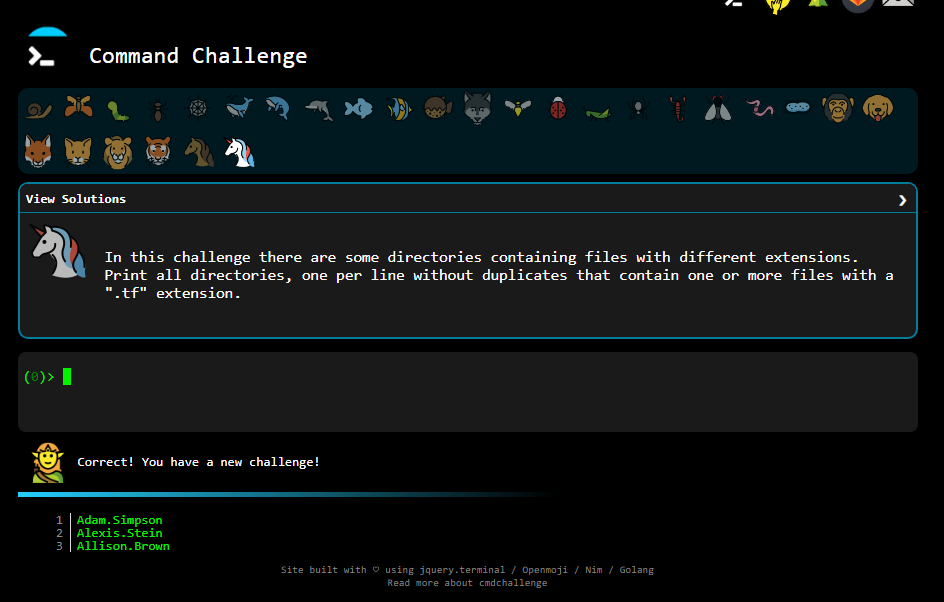 Command Challenge
View Solutions
In this challenge there are some directories containing files with different extensions.
Print all directories, one per line without duplicates that contain one or more files with a
".tf" extension.
(0)>
Correct! You have a new challenge!
1 Adam.Simpson
2 Alexis.Stein
3 Allison.Brown
Site built with ♡ using jquery.terminal / Openmoji / Nim / Golang
Read more about cmdchallenge